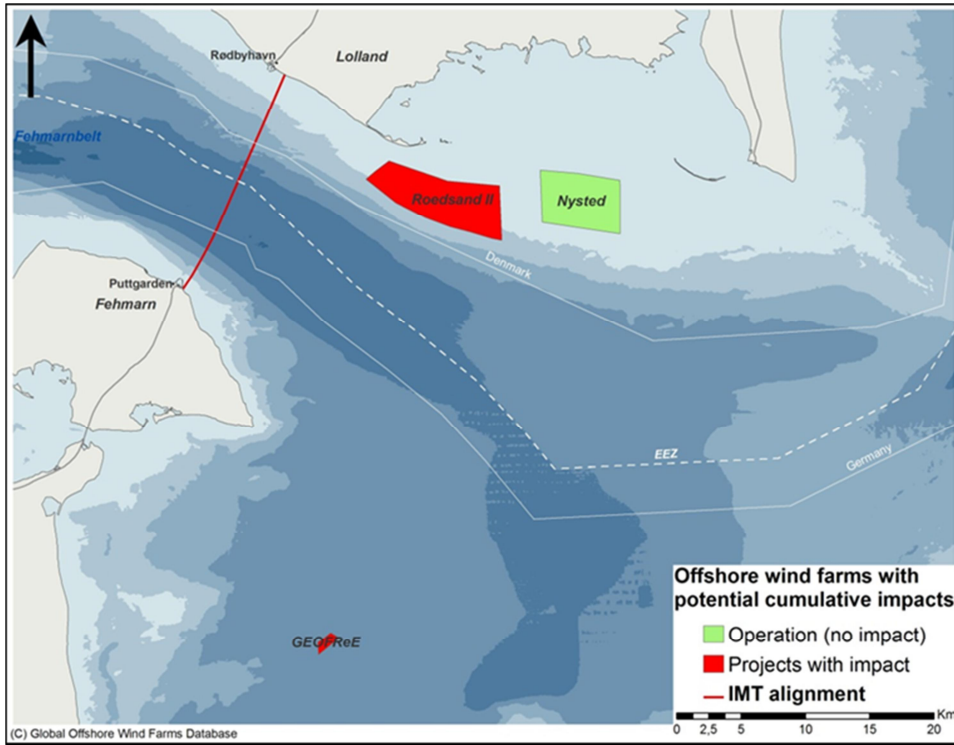 Rødbyhavn
Lolland
Fehmarnbelt
Roedsand II
Nysted
Denmark
Puttgarden
Fehmarn
EEZ
Germany
GEOFReE
Offshore wind farms with
potential cumulative impacts
Operation (no impact)
Projects with impact
IMT alignment
Km
0 2,5 5 10 15 20
(C) Global Offshore Wind Farms Database